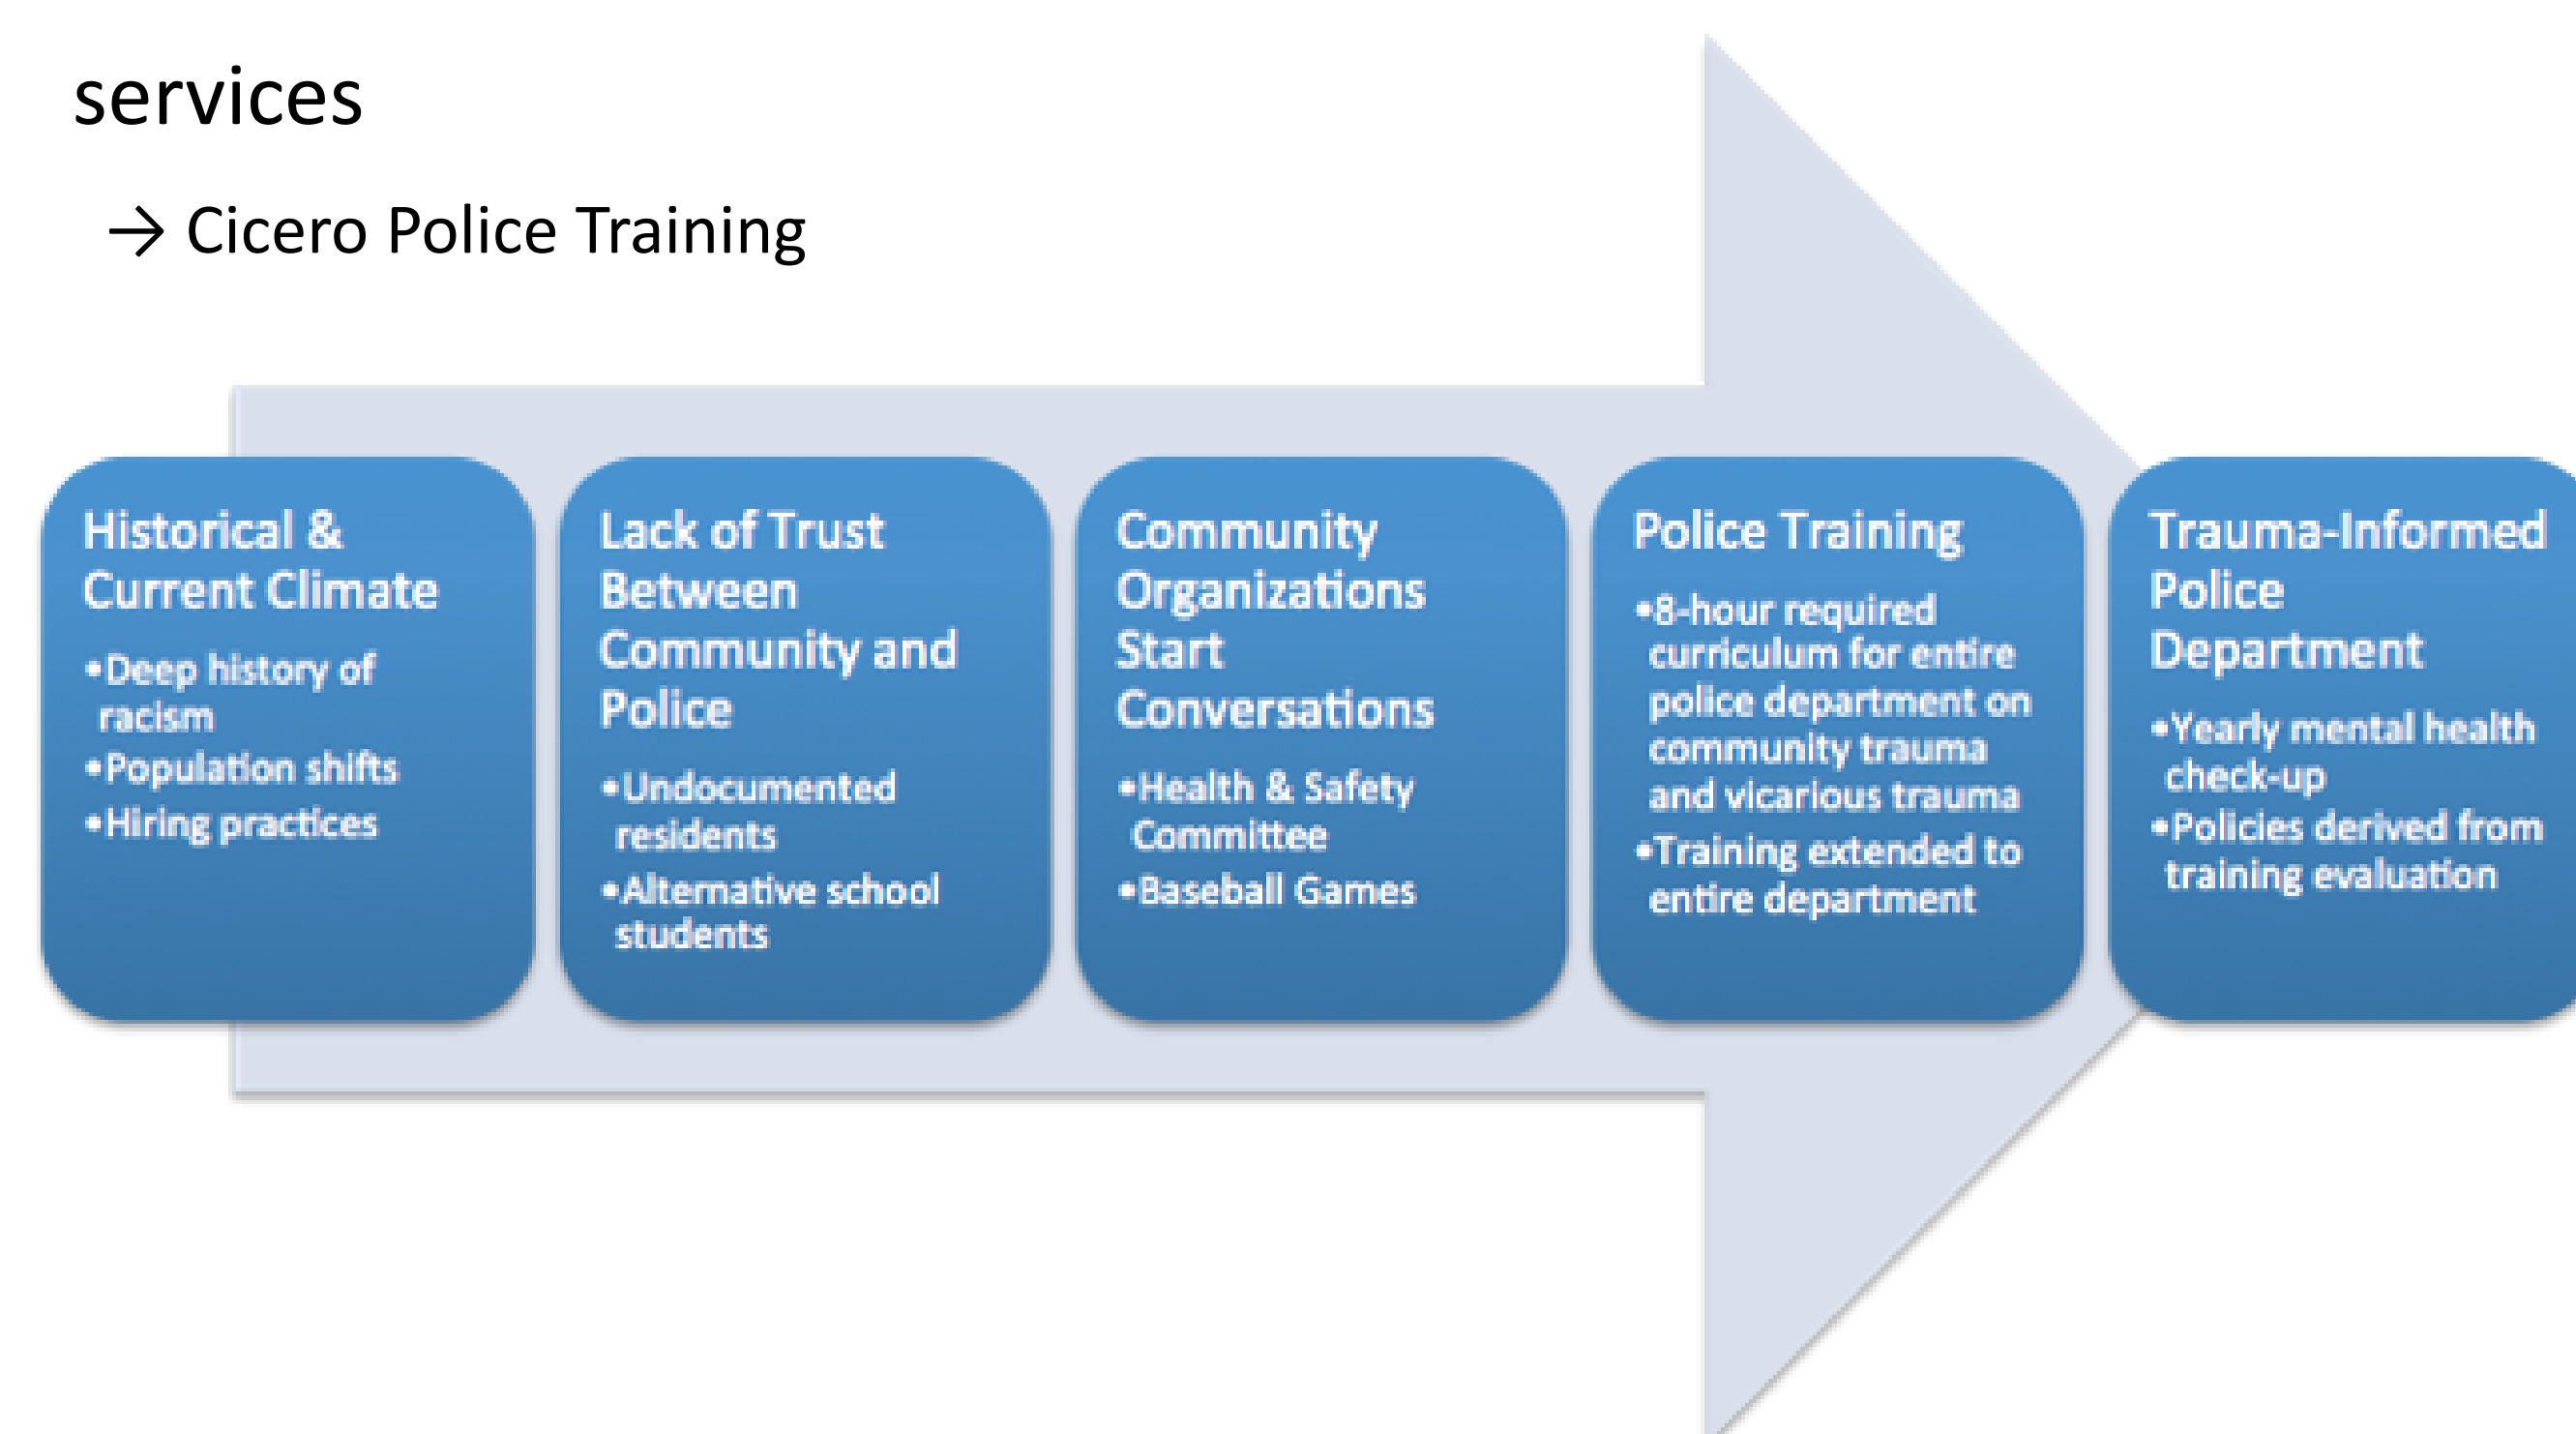 services
→ Cicero Police Training
Historical &
Current Climate
•Deep history of
racism
•Population shifts
•Hiring practices
Lack of Trust
Between
Community and
Police
•Undocumented
residents
•Alternative school
students
Community
Organizations
Start
Conversations
•Health & Safety
Committee
•Baseball Games
Police Training
•8-hour required
curriculum for entire
police department on
community trauma
and vicarious trauma
•Training extended to
entire department
Trauma-Informed
Police
Department
•Yearly mental health
check-up
•Policies derived from
training evaluation